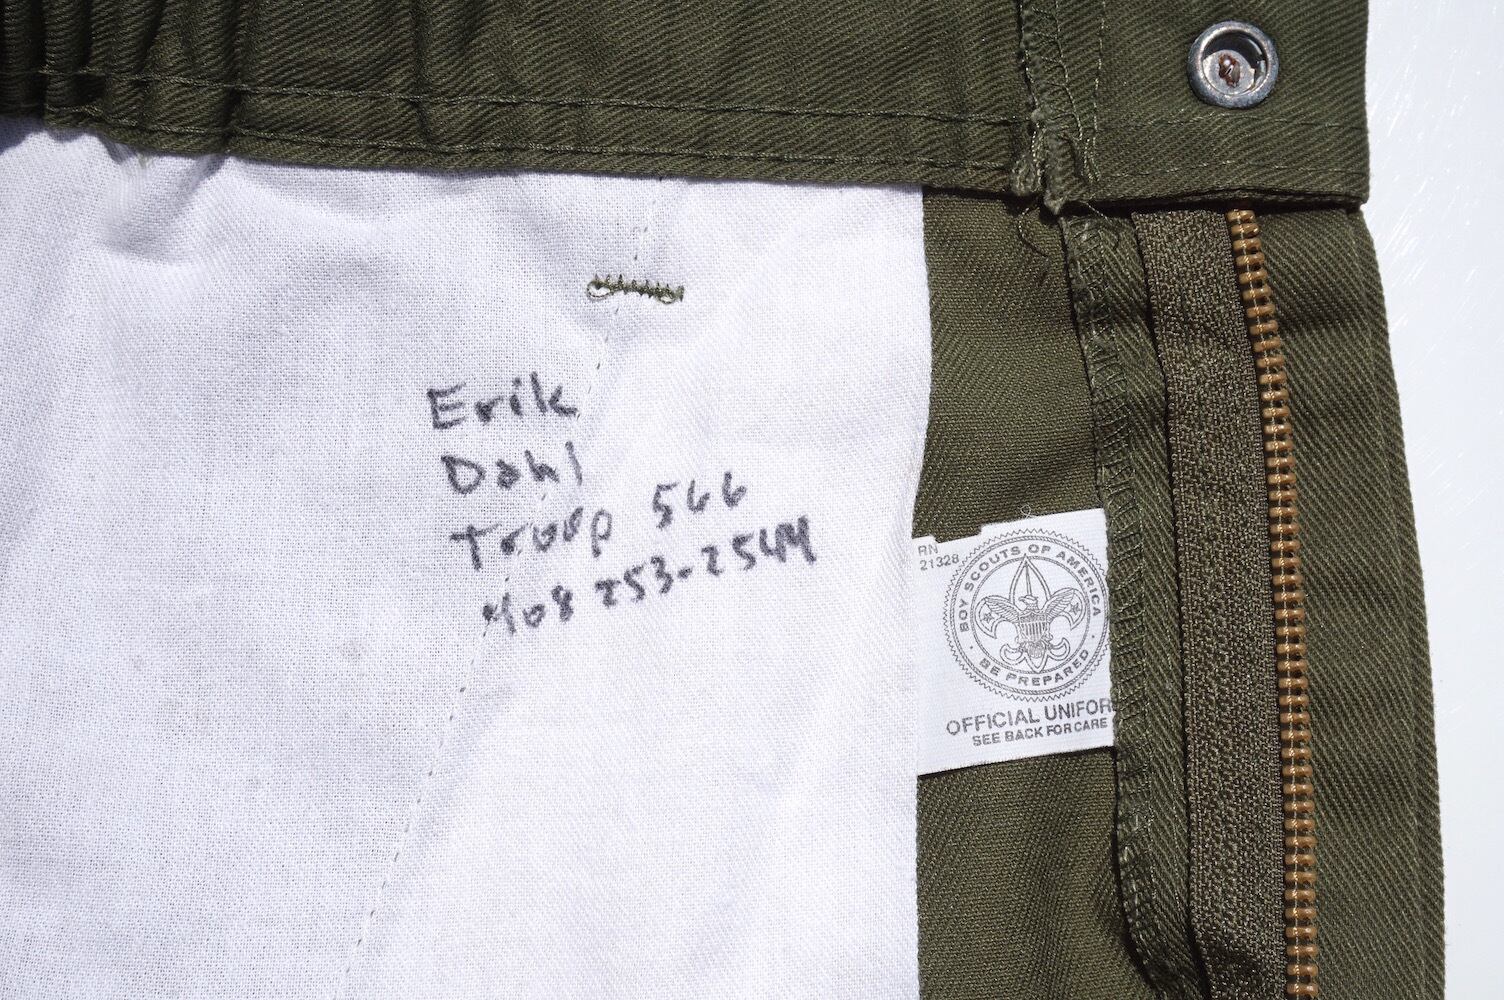 Erik
Dahl
Troop 566
408 253-2544
RN
21328
BOY SCOUTS OF AMERICA
BE PREPARED
OFFICIAL UNIFOR
SEE BACK FOR CARE